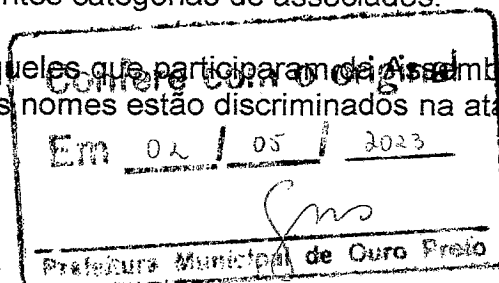 ntes categorias de associados.
queles que participaram da Assemb
s nomes estão discriminados na ata
Confere com o Original
Em 02 / 05 / 2023
Prefeitura Municipal de Ouro Preto